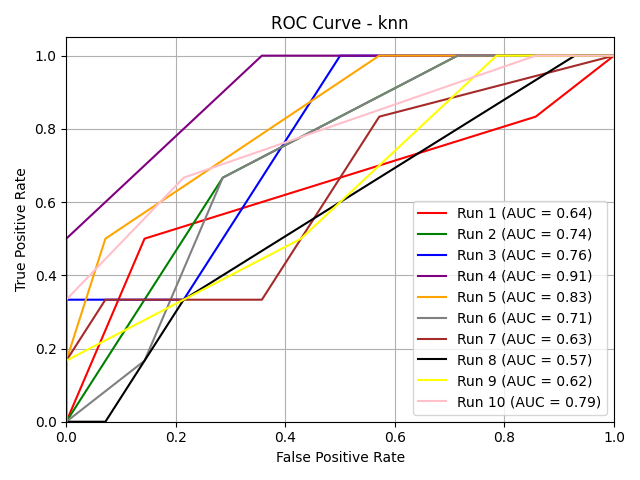 ROC Curve - knn
True Positive Rate
1.0
0.8
0.6
0.4
0.2
0.0
0.0 0.2 0.4 0.6 0.8 1.0
False Positive Rate
Run 1 (AUC = 0.64)
Run 2 (AUC = 0.74)
Run 3 (AUC = 0.76)
Run 4 (AUC = 0.91)
Run 5 (AUC = 0.83)
Run 6 (AUC = 0.71)
Run 7 (AUC = 0.63)
Run 8 (AUC = 0.57)
Run 9 (AUC = 0.62)
Run 10 (AUC = 0.79)